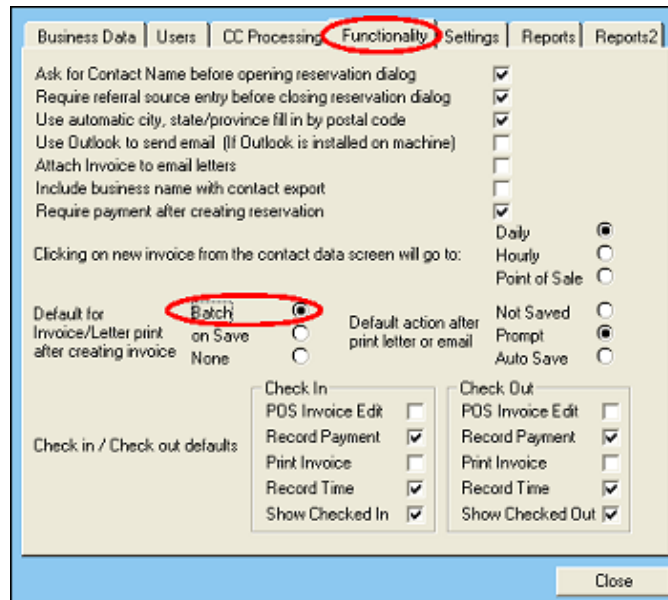 Business Data Users CC Processing Functionality Settings Reports Reports2
Ask for Contact Name before opening reservation dialog
Require referral source entry before closing reservation dialog
Use automatic city, state/province fill in by postal code
Use Outlook to send email (If Outlook is installed on machine)
Attach Invoice to email letters
Include business name with contact export
Require payment after creating reservation
Clicking on new invoice from the contact data screen will go to:
Daily
Hourly
Point of Sale
Default for
Invoice/Letter print
after creating invoice
Batch
on Save
None
Default action after
print letter or email
Not Saved
Prompt
Auto Save
Check in / Check out defaults
Check In
POS Invoice Edit
Record Payment
Print Invoice
Record Time
Show Checked In
Check Out
POS Invoice Edit
Record Payment
Print Invoice
Record Time
Show Checked Out
Close